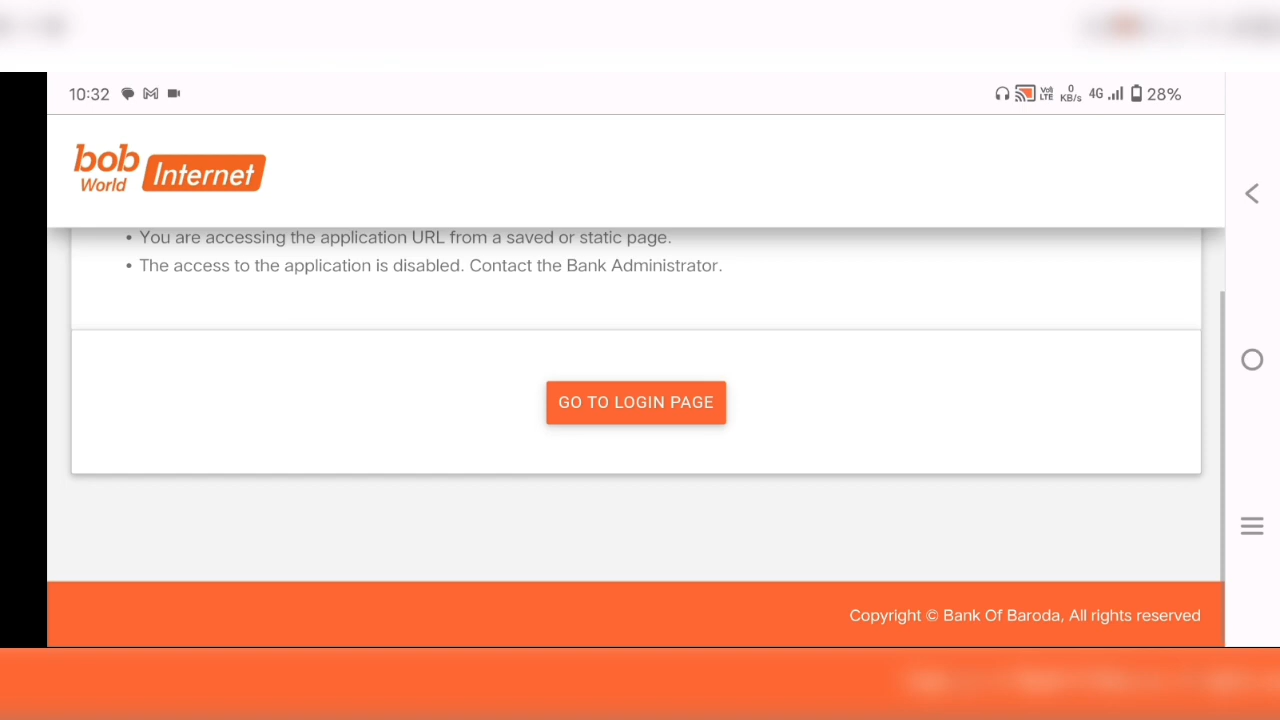 10:32 Vo) LTE 0 KB/s 4G 28%
bob World Internet
• You are accessing the application URL from a saved or static page.
• The access to the application is disabled. Contact the Bank Administrator.
GO TO LOGIN PAGE
Copyright © Bank Of Baroda, All rights reserved